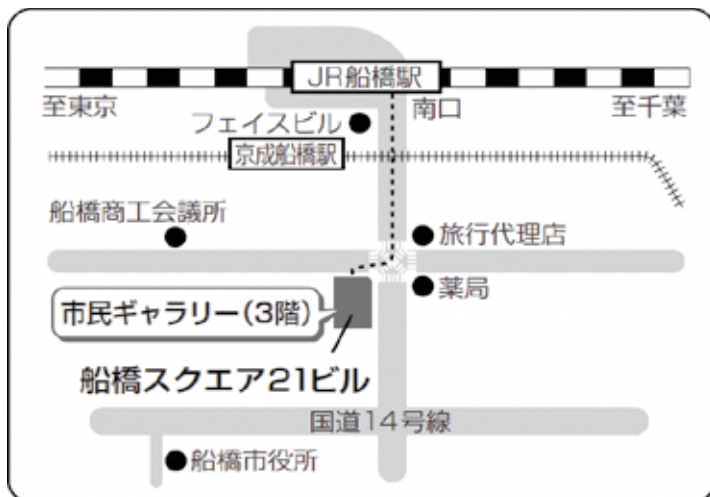 JR船橋駅
至東京
南口
至千葉
フェイスビル
京成船橋駅
船橋商工会議所
旅行代理店
薬局
市民ギャラリー(3階)
船橋スクエア21ビル
国道14号線
船橋市役所